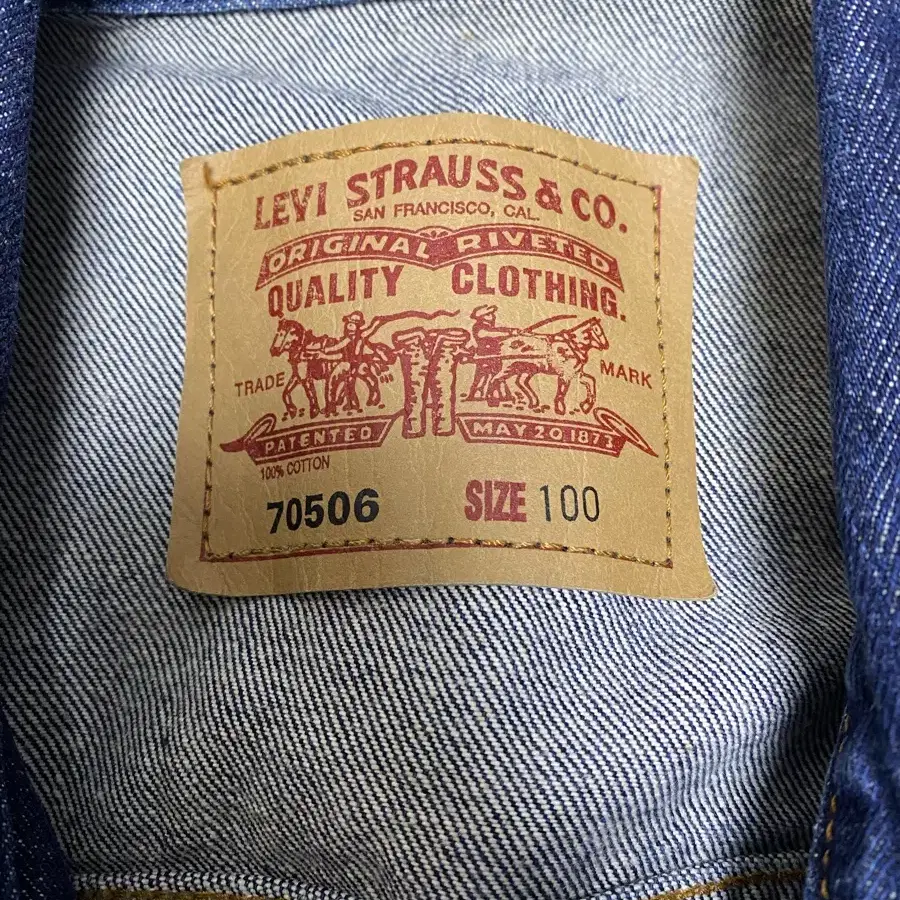 LEVI STRAUSS & CO.
SAN FRANCISCO, CAL.
ORIGINAL RIVETED
QUALITY CLOTHING.
TRADE MARK
PATENTED MAY 20 1873
100% COTTON
70506 SIZE 100